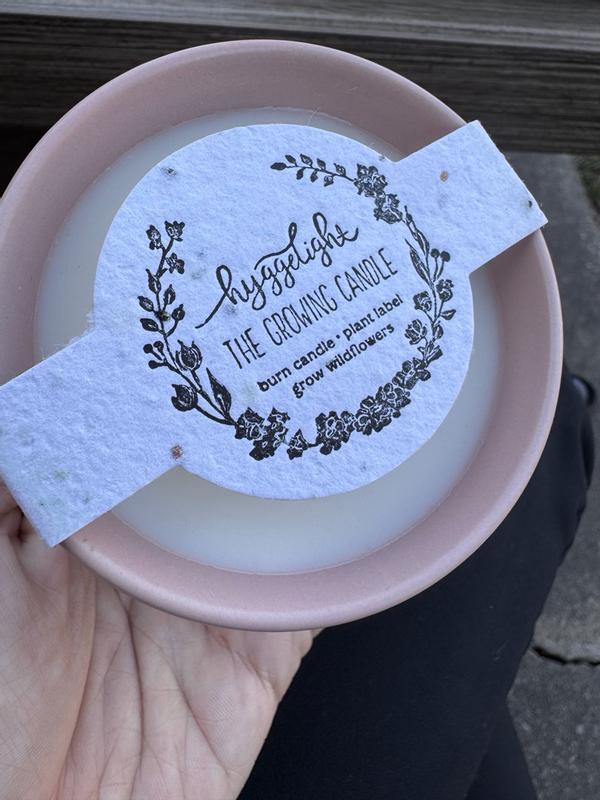 hyggelight
THE GROWING CANDLE
burn candle • plant label
grow wildflowers